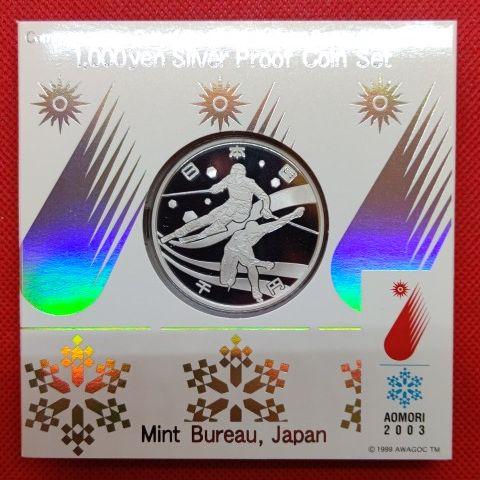 1,000yen Silver Proof Coin Set
日本国
千円
AOMORI
2003
Mint Bureau, Japan
© 1999 AWAGOC TM